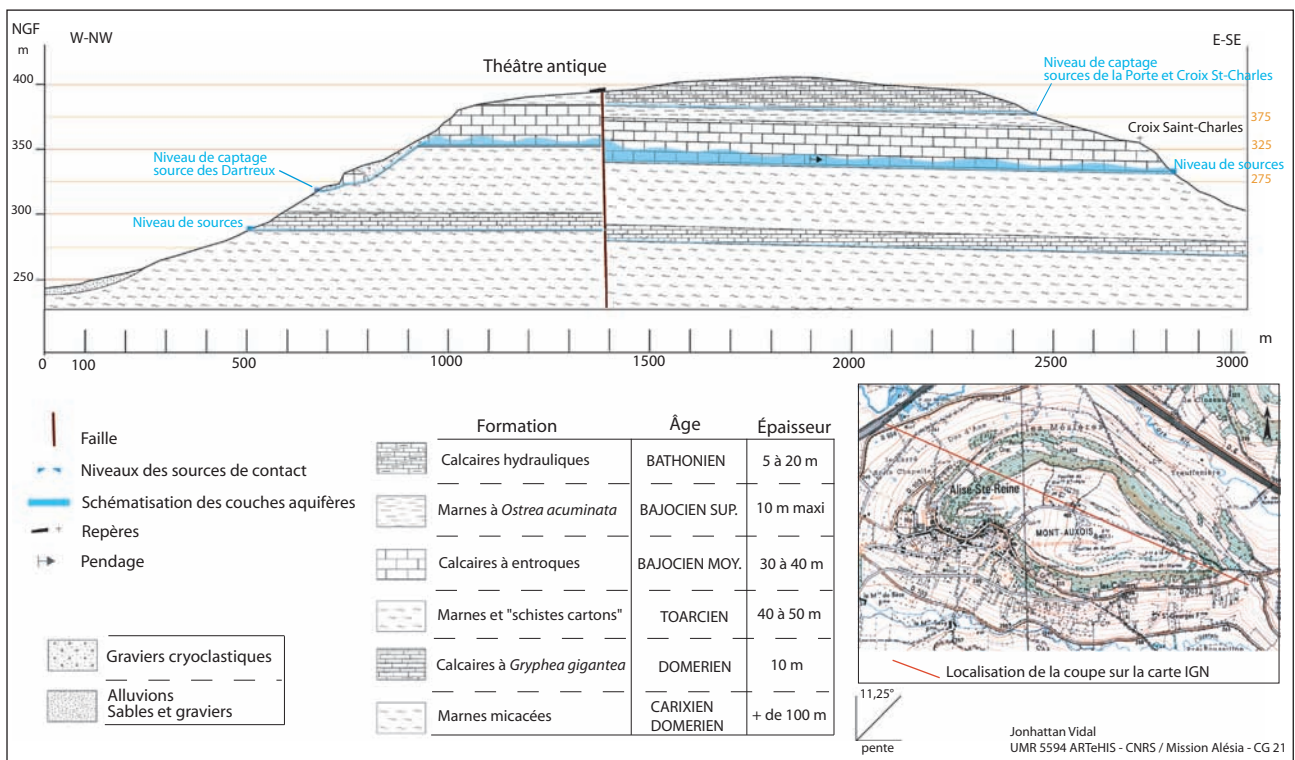 NGF
m
W-NW
E-SE
Théâtre antique
Niveau de captage
sources de la Porte et Croix St-Charles
400
350
300
250
375
325
275
Croix Saint-Charles
Niveau de captage
source des Dartreux
Niveau de sources
Niveau de sources
0 100 500 1000 1500 2000 2500 3000 m
Faille
Niveaux des sources de contact
Schématisation des couches aquifères
Repères
Pendage
Graviers cryoclastiques
Alluvions
Sables et graviers
Formation Âge Épaisseur
Calcaires hydrauliques BATHONIEN 5 à 20 m
Marnes à Ostrea acuminata BAJOCIEN SUP. 10 m maxi
Calcaires à entroques BAJOCIEN MOY. 30 à 40 m
Marnes et "schistes cartons" TOARCIEN 40 à 50 m
Calcaires à Gryphea gigantea DOMERIEN 10 m
Marnes micacées CARIXIEN DOMERIEN + de 100 m
Alise-Ste-Reine
MONT-AUXOIS
Localisation de la coupe sur la carte IGN
11,25°
pente
Jonhattan Vidal
UMR 5594 ARTeHIS - CNRS / Mission Alésia - CG 21